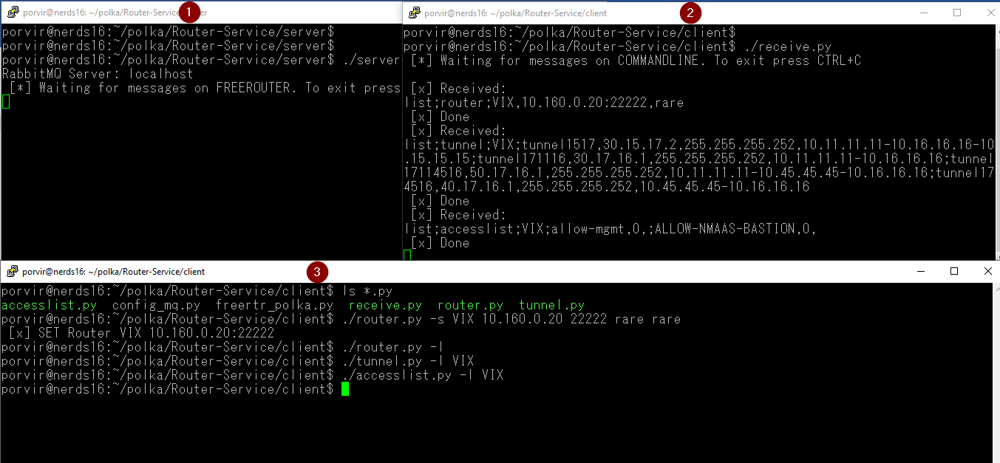 porvir@nerds16: ~/polka/Router-Service/server
1
porvir@nerds16:~/polka/Router-Service/server$
porvir@nerds16:~/polka/Router-Service/server$
porvir@nerds16:~/polka/Router-Service/server$ ./server
RabbitMQ Server: localhost
[*] Waiting for messages on FREEROUTER. To exit press
porvir@nerds16: ~/polka/Router-Service/client
2
porvir@nerds16:~/polka/Router-Service/client$
porvir@nerds16:~/polka/Router-Service/client$ ./receive.py
[*] Waiting for messages on COMMANDLINE. To exit press CTRL+C
[x] Received:
list;router;VIX,10.160.0.20:22222,rare
[x] Done
[x] Received:
list;tunnel;VIX;tunnel1517,30.15.17.2,255.255.255.252,10.11.11.11-10.16.16.16-10
.15.15.15;tunnel171116,30.17.16.1,255.255.255.252,10.11.11.11-10.16.16.16;tunnel
17114516,50.17.16.1,255.255.255.252,10.11.11.11-10.45.45.45-10.16.16.16;tunnel17
4516,40.17.16.1,255.255.255.252,10.45.45.45-10.16.16.16
[x] Done
[x] Received:
list;accesslist;VIX;allow-mgmt,0,;ALLOW-NMAAS-BASTION,0,
[x] Done
porvir@nerds16: ~/polka/Router-Service/client
3
porvir@nerds16:~/polka/Router-Service/client$ ls *.py
accesslist.py config_mq.py freertr_polka.py receive.py router.py tunnel.py
porvir@nerds16:~/polka/Router-Service/client$ ./router.py -s VIX 10.160.0.20 22222 rare rare
[x] SET Router VIX 10.160.0.20:22222
porvir@nerds16:~/polka/Router-Service/client$ ./router.py -l
porvir@nerds16:~/polka/Router-Service/client$ ./tunnel.py -l VIX
porvir@nerds16:~/polka/Router-Service/client$ ./accesslist.py -l VIX
porvir@nerds16:~/polka/Router-Service/client$